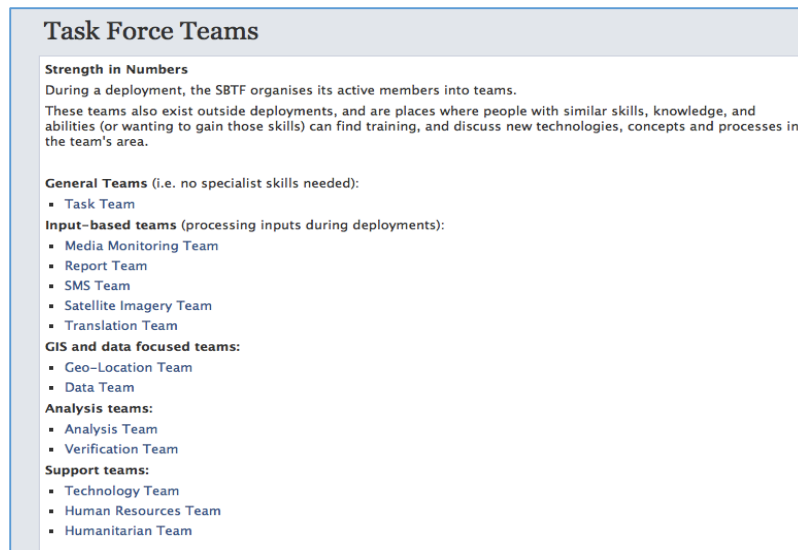 Task Force Teams
Strength in Numbers
During a deployment, the SBTF organises its active members into teams.
These teams also exist outside deployments, and are places where people with similar skills, knowledge, and
abilities (or wanting to gain those skills) can find training, and discuss new technologies, concepts and processes in
the team's area.
General Teams (i.e. no specialist skills needed):
▪ Task Team
Input-based teams (processing inputs during deployments):
▪ Media Monitoring Team
▪ Report Team
▪ SMS Team
▪ Satellite Imagery Team
▪ Translation Team
GIS and data focused teams:
▪ Geo-Location Team
▪ Data Team
Analysis teams:
▪ Analysis Team
▪ Verification Team
Support teams:
▪ Technology Team
▪ Human Resources Team
▪ Humanitarian Team